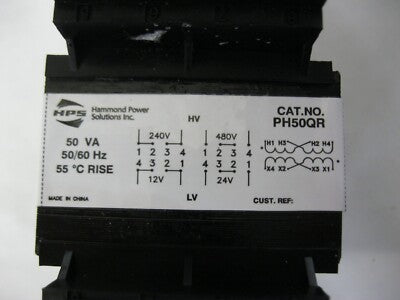 HPS
Hammond Power
Solutions Inc.
50 VA
50/60 Hz
55 °C RISE
MADE IN CHINA
HV
240V 480V
1 2 3 4 1 2 3 4
4 3 2 1 4 2 3 1
12V 24V
LV
CAT.NO.
PH50QR
H1 H3 H2 H4
X4 X2 X3 X1
CUST. REF: